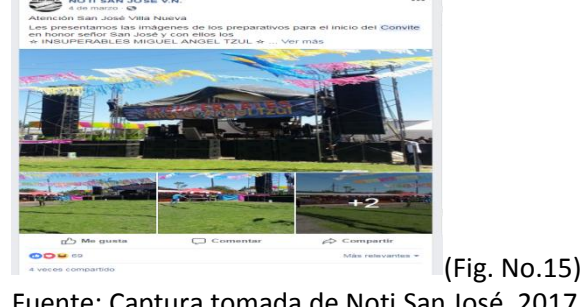 NOTI SAN JOSE V.N.
4 de marzo ·
Atención San José Villa Nueva
Les presentamos las imágenes de los preparativos para el inicio del Convite
en honor señor San José y con ellos los
☆ INSUPERABLES MIGUEL ANGEL TZUL ☆ ... Ver más
+2
Me gusta Comentar Compartir
69 Más relevantes
4 veces compartido
(Fig. No.15)
Fuente: Captura tomada de Noti San José, 2017